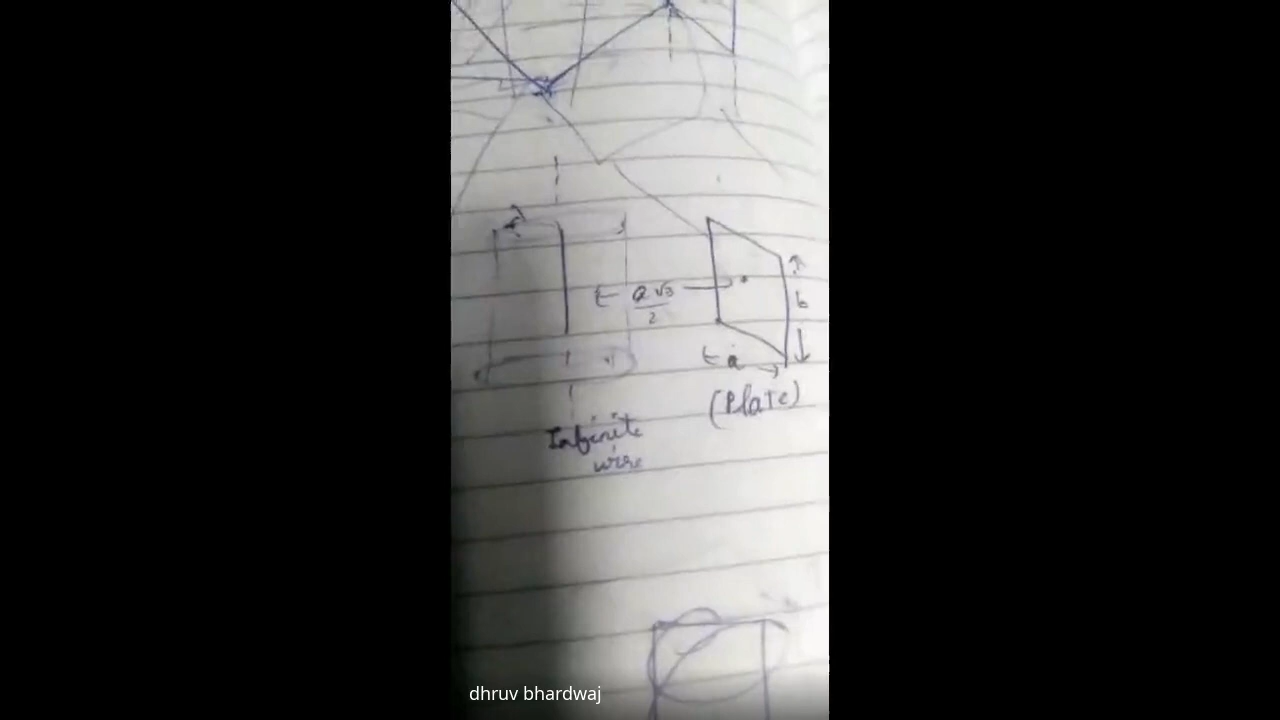 a√3
2
b
a
(Plate)
Infinite
wire
dhruv bhardwaj